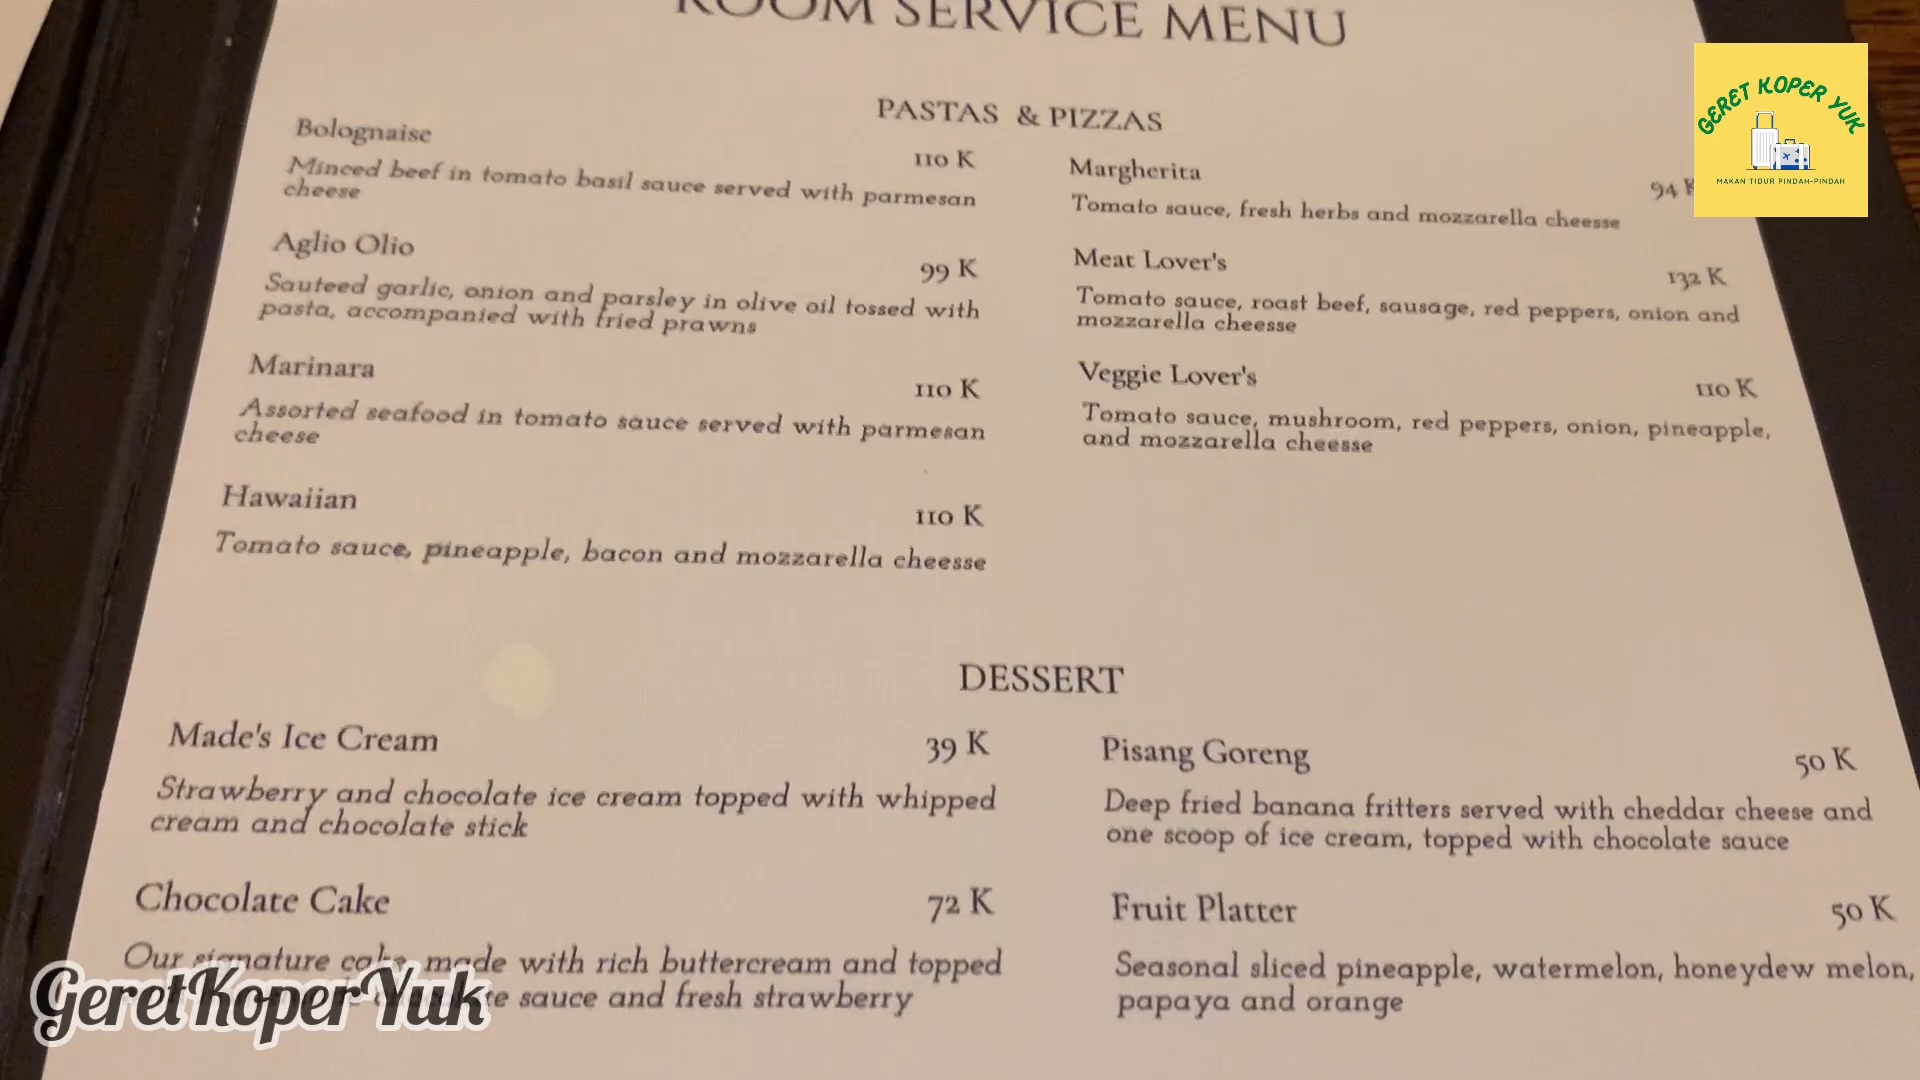 ROOM SERVICE MENU
PASTAS & PIZZAS
Bolognaise
110 K
Minced beef in tomato basil sauce served with parmesan
cheese
Aglio Olio
99 K
Sauteed garlic, onion and parsley in olive oil tossed with
pasta, accompanied with fried prawns
Marinara
110 K
Assorted seafood in tomato sauce served with parmesan
cheese
Hawaiian
110 K
Tomato sauce, pineapple, bacon and mozzarella cheesse
Margherita
94 K
Tomato sauce, fresh herbs and mozzarella cheesse
Meat Lover's
132 K
Tomato sauce, roast beef, sausage, red peppers, onion and
mozzarella cheesse
Veggie Lover's
110 K
Tomato sauce, mushroom, red peppers, onion, pineapple,
and mozzarella cheesse
DESSERT
Made's Ice Cream
39 K
Strawberry and chocolate ice cream topped with whipped
cream and chocolate stick
Chocolate Cake
72 K
Our signature cake made with rich buttercream and topped
sauce and fresh strawberry
Pisang Goreng
50 K
Deep fried banana fritters served with cheddar cheese and
one scoop of ice cream, topped with chocolate sauce
Fruit Platter
50 K
Seasonal sliced pineapple, watermelon, honeydew melon,
papaya and orange
GERET KOPER YUK
MAKAN TIDUR PINDAH-PINDAH
GeretKoperYuk